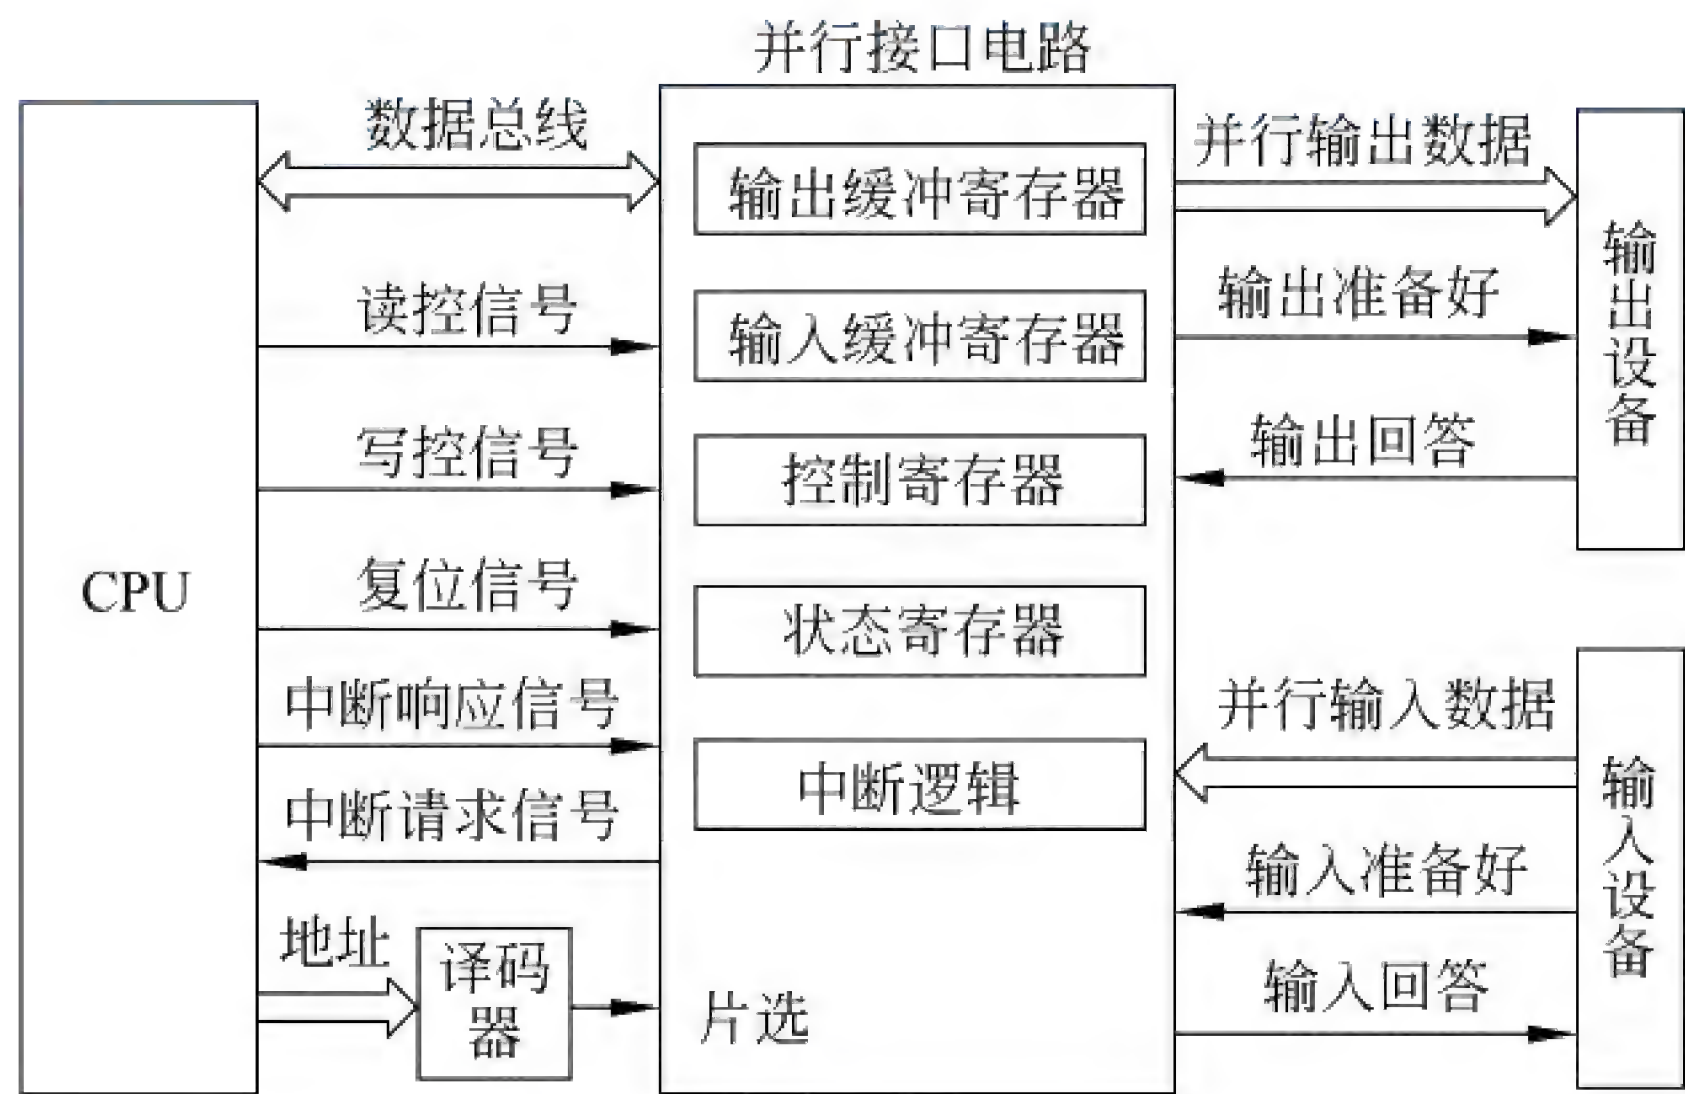 并行接口电路
数据总线
读控信号
写控信号
复位信号
中断响应信号
中断请求信号
地址
译码
器
CPU
输出缓冲寄存器
输入缓冲寄存器
控制寄存器
状态寄存器
中断逻辑
片选
并行输出数据
输出准备好
输出回答
输出设备
并行输入数据
输入准备好
输入回答
输入设备